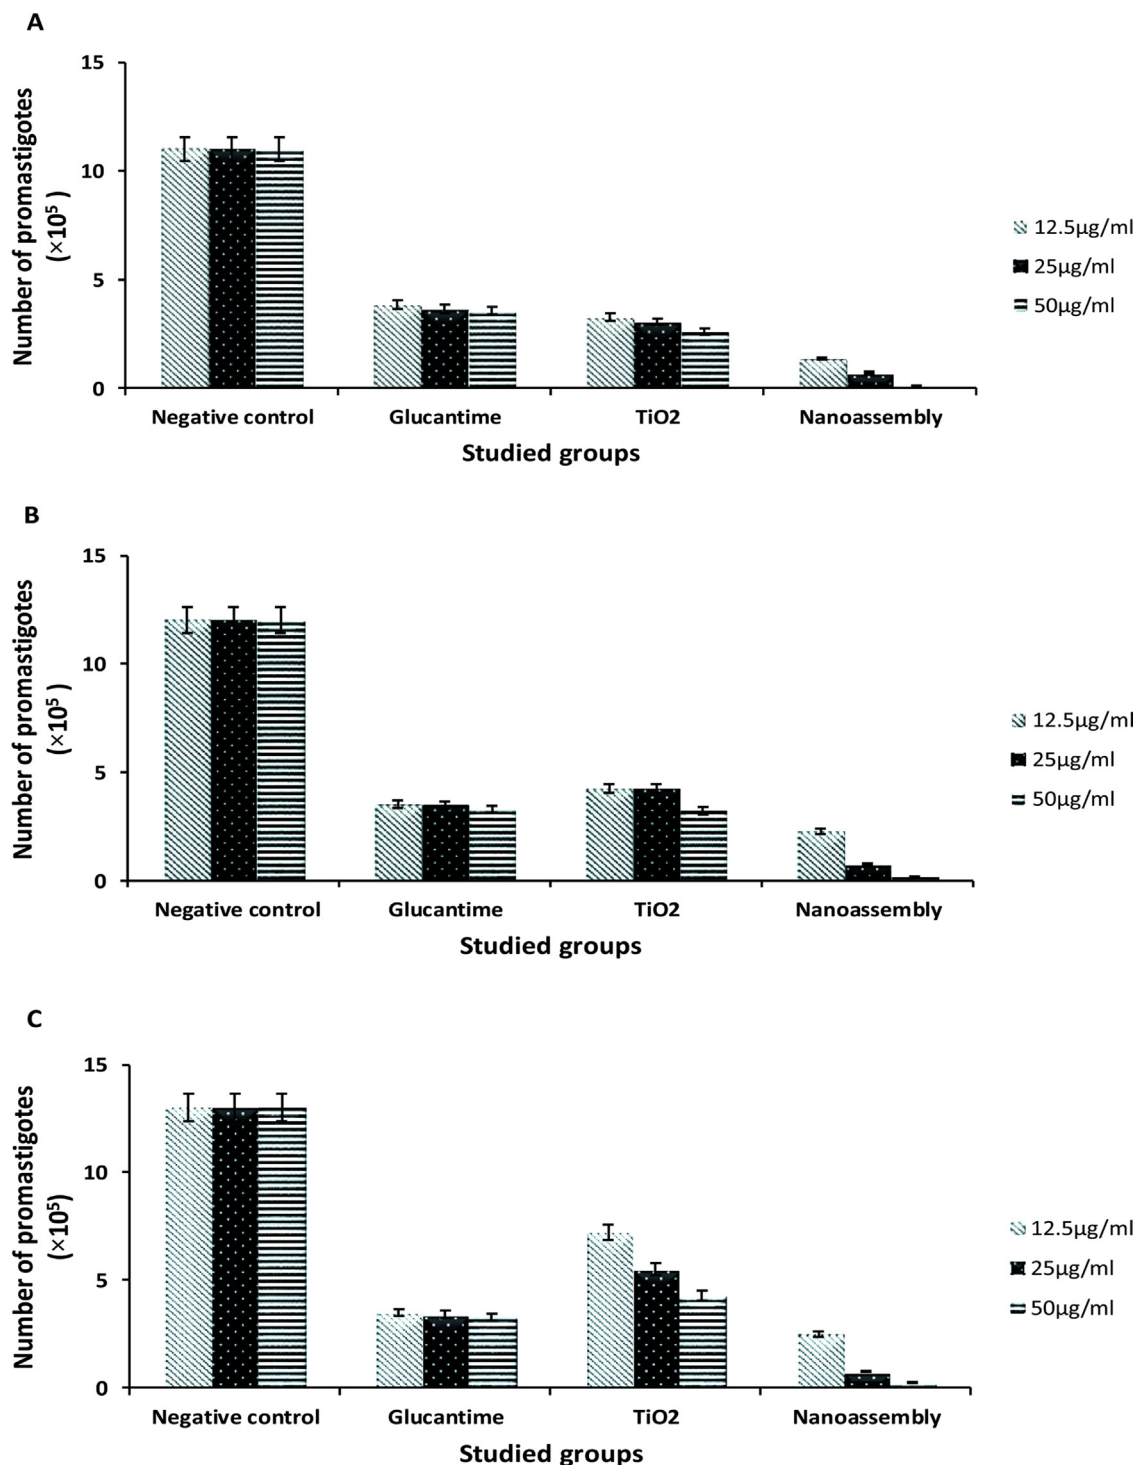 A
Number of promastigotes
(×10⁵ )
15
10
5
0
Negative control Glucantime TiO2 Nanoassembly
Studied groups
12.5µg/ml
25µg/ml
50µg/ml
B
Number of promastigotes
(×10⁵ )
15
10
5
0
Negative control Glucantime TiO2 Nanoassembly
Studied groups
12.5µg/ml
25µg/ml
50µg/ml
C
Number of promastigotes
(×10⁵)
15
10
5
0
Negative control Glucantime TiO2 Nanoassembly
Studied groups
12.5µg/ml
25µg/ml
50µg/ml